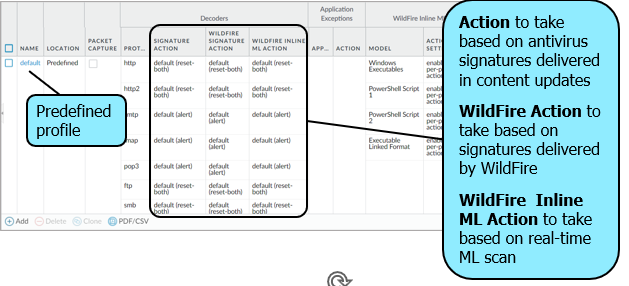 Decoders
Application
Exceptions
WildFire Inline M
NAME
LOCATION
PACKET
CAPTURE
PROT...
SIGNATURE
ACTION
WILDFIRE
SIGNATURE
ACTION
WILDFIRE INLINE
ML ACTION
APP...
ACTION
MODEL
ACTION
SETT
default
Predefined
http
default (reset-
both)
default
(reset-both)
default (reset-
both)
Windows
Executables
enab
per-p
action
http2
default (reset-
both)
default
(reset-both)
default (reset-
both)
PowerShell Script
1
enab
per-p
action
mtp
default (alert)
default
(alert)
default (alert)
PowerShell Script
2
enab
per-p
action
map
default (alert)
default
(alert)
default (alert)
Executable
Linked Format
enab
per-p
action
pop3
default (alert)
default
(alert)
default (alert)
ftp
default (reset-
both)
default
(reset-both)
default (reset-
both)
smb
default (reset-
both)
default
(reset-both)
default (reset-
both)
Add
Delete
Clone
PDF/CSV
Predefined
profile
Action to take
based on antivirus
signatures delivered
in content updates
WildFire Action to
take based on
signatures delivered
by WildFire
WildFire Inline
ML Action to take
based on real-time
ML scan